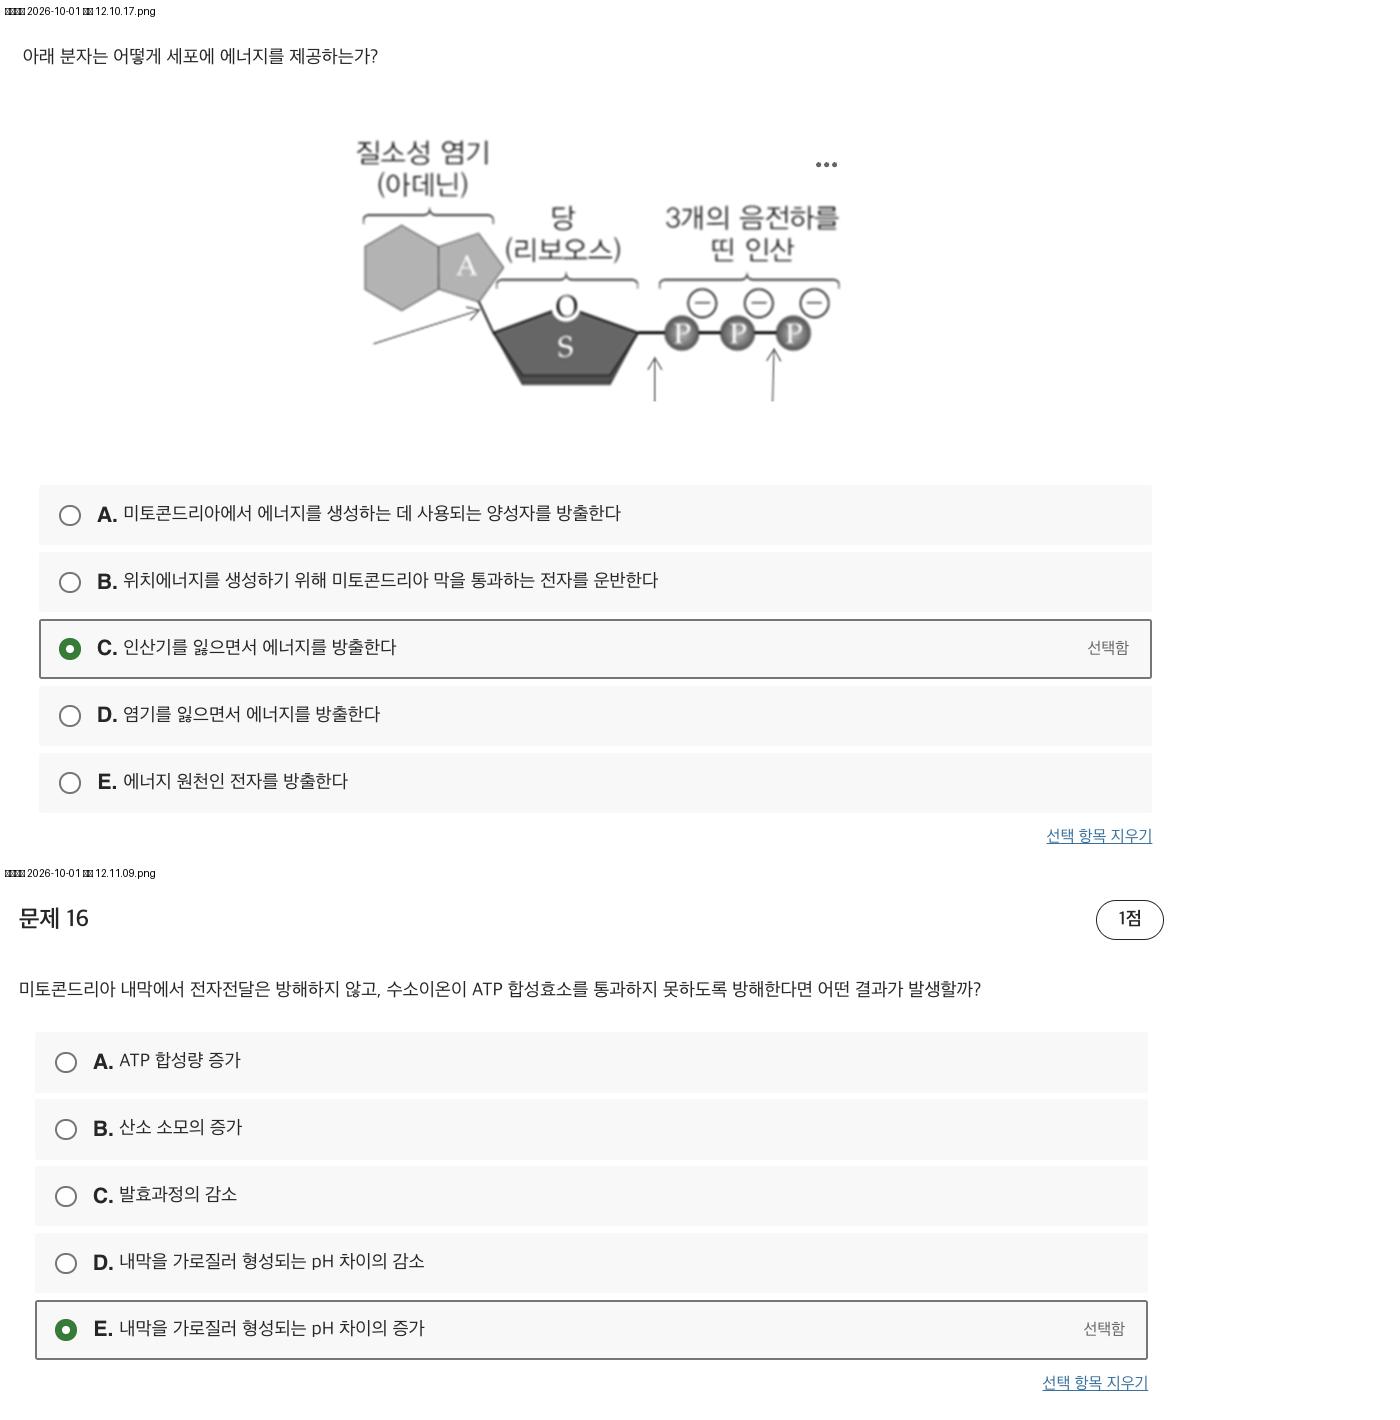 2026-10-01 12.10.17.png
아래 분자는 어떻게 세포에 에너지를 제공하는가?
질소성 염기
(아데닌)
당
(리보오스)
3개의 음전하를
띤 인산
A
O
S
P P P
A. 미토콘드리아에서 에너지를 생성하는 데 사용되는 양성자를 방출한다
B. 위치에너지를 생성하기 위해 미토콘드리아 막을 통과하는 전자를 운반한다
C. 인산기를 잃으면서 에너지를 방출한다 선택함
D. 염기를 잃으면서 에너지를 방출한다
E. 에너지 원천인 전자를 방출한다
선택 항목 지우기
2026-10-01 12.11.09.png
문제 16 1점
미토콘드리아 내막에서 전자전달은 방해하지 않고, 수소이온이 ATP 합성효소를 통과하지 못하도록 방해한다면 어떤 결과가 발생할까?
A. ATP 합성량 증가
B. 산소 소모의 증가
C. 발효과정의 감소
D. 내막을 가로질러 형성되는 pH 차이의 감소
E. 내막을 가로질러 형성되는 pH 차이의 증가 선택함
선택 항목 지우기